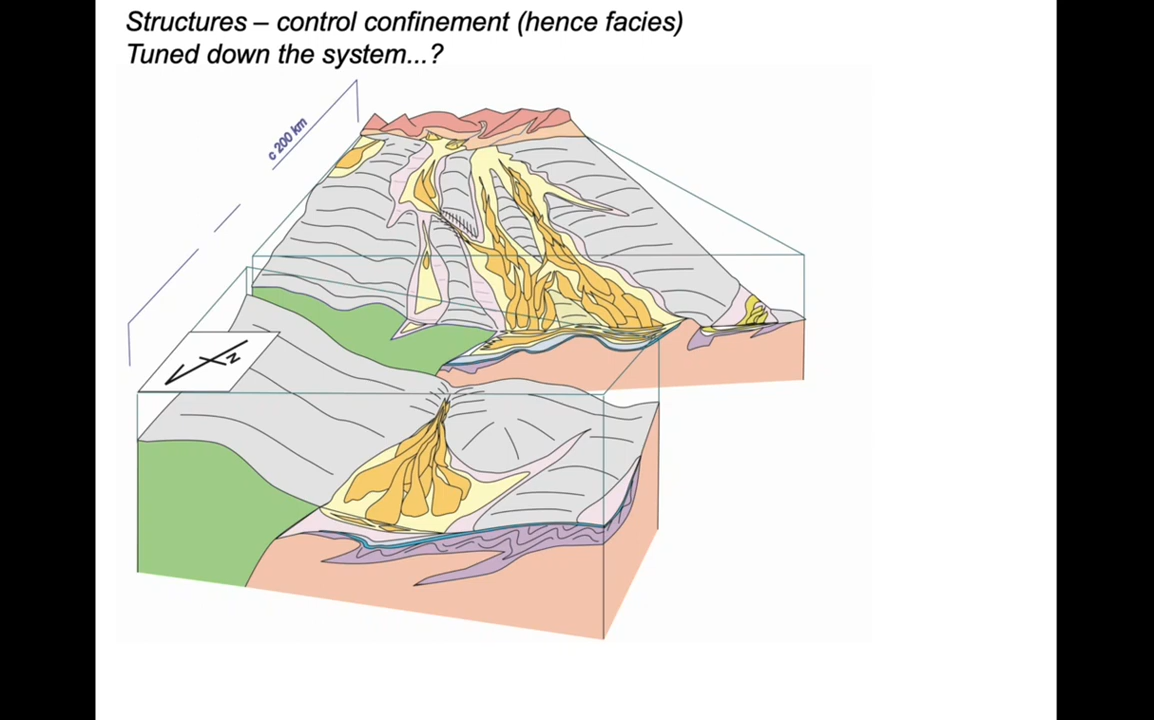 Structures – control confinement (hence facies)
Tuned down the system...?
c 200 km
N